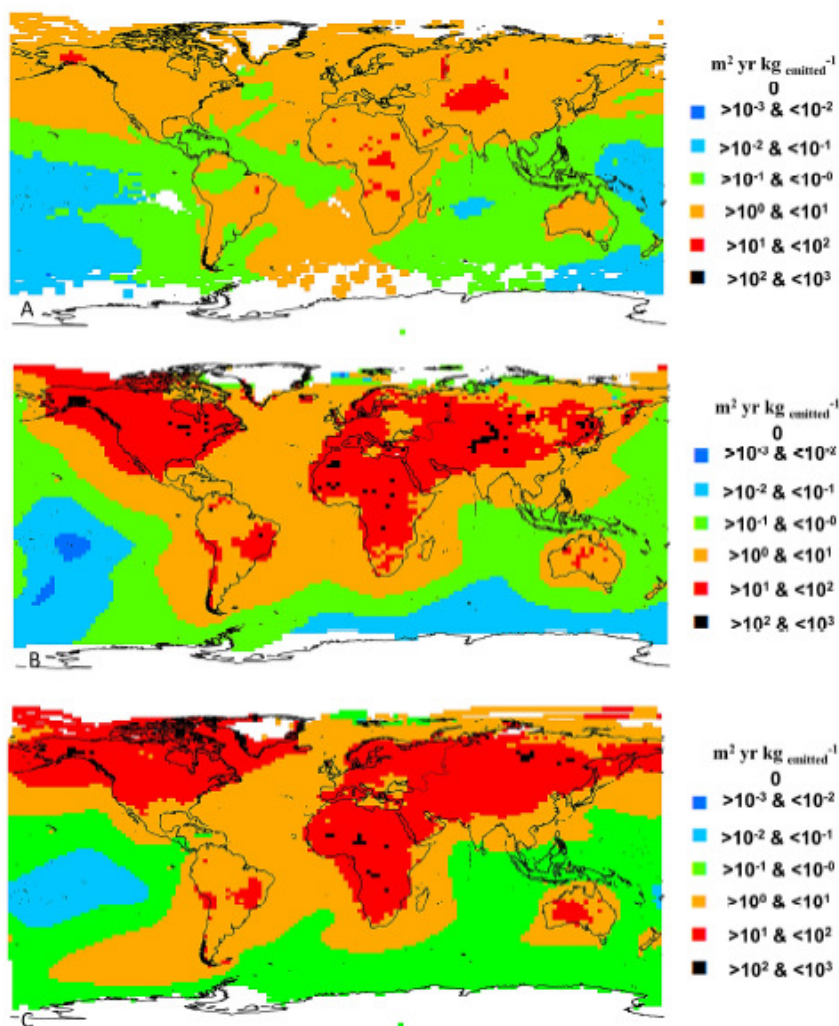 m² yr kg emitted⁻¹
0
>10⁻³ & <10⁻²
>10⁻² & <10⁻¹
>10⁻¹ & <10⁻⁰
>10⁰ & <10¹
>10¹ & <10²
>10² & <10³
A
m² yr kg emitted⁻¹
0
>10⁻³ & <10⁻²
>10⁻² & <10⁻¹
>10⁻¹ & <10⁻⁰
>10⁰ & <10¹
>10¹ & <10²
>10² & <10³
B
m² yr kg emitted⁻¹
0
>10⁻³ & <10⁻²
>10⁻² & <10⁻¹
>10⁻¹ & <10⁻⁰
>10⁰ & <10¹
>10¹ & <10²
>10² & <10³
C